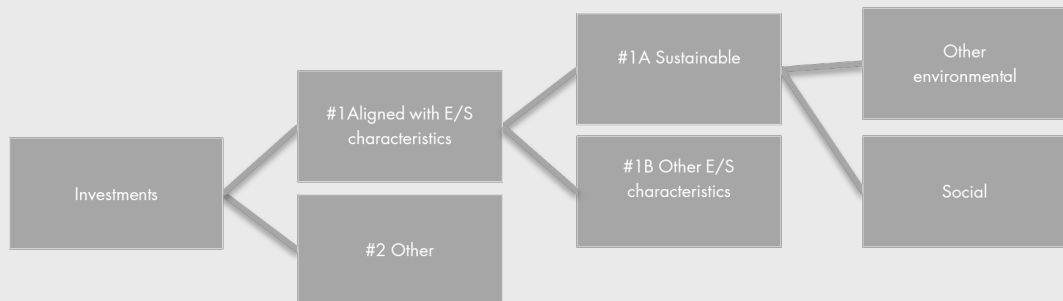 Investments
#1Aligned with E/S
characteristics
#2 Other
#1A Sustainable
#1B Other E/S
characteristics
Other
environmental
Social